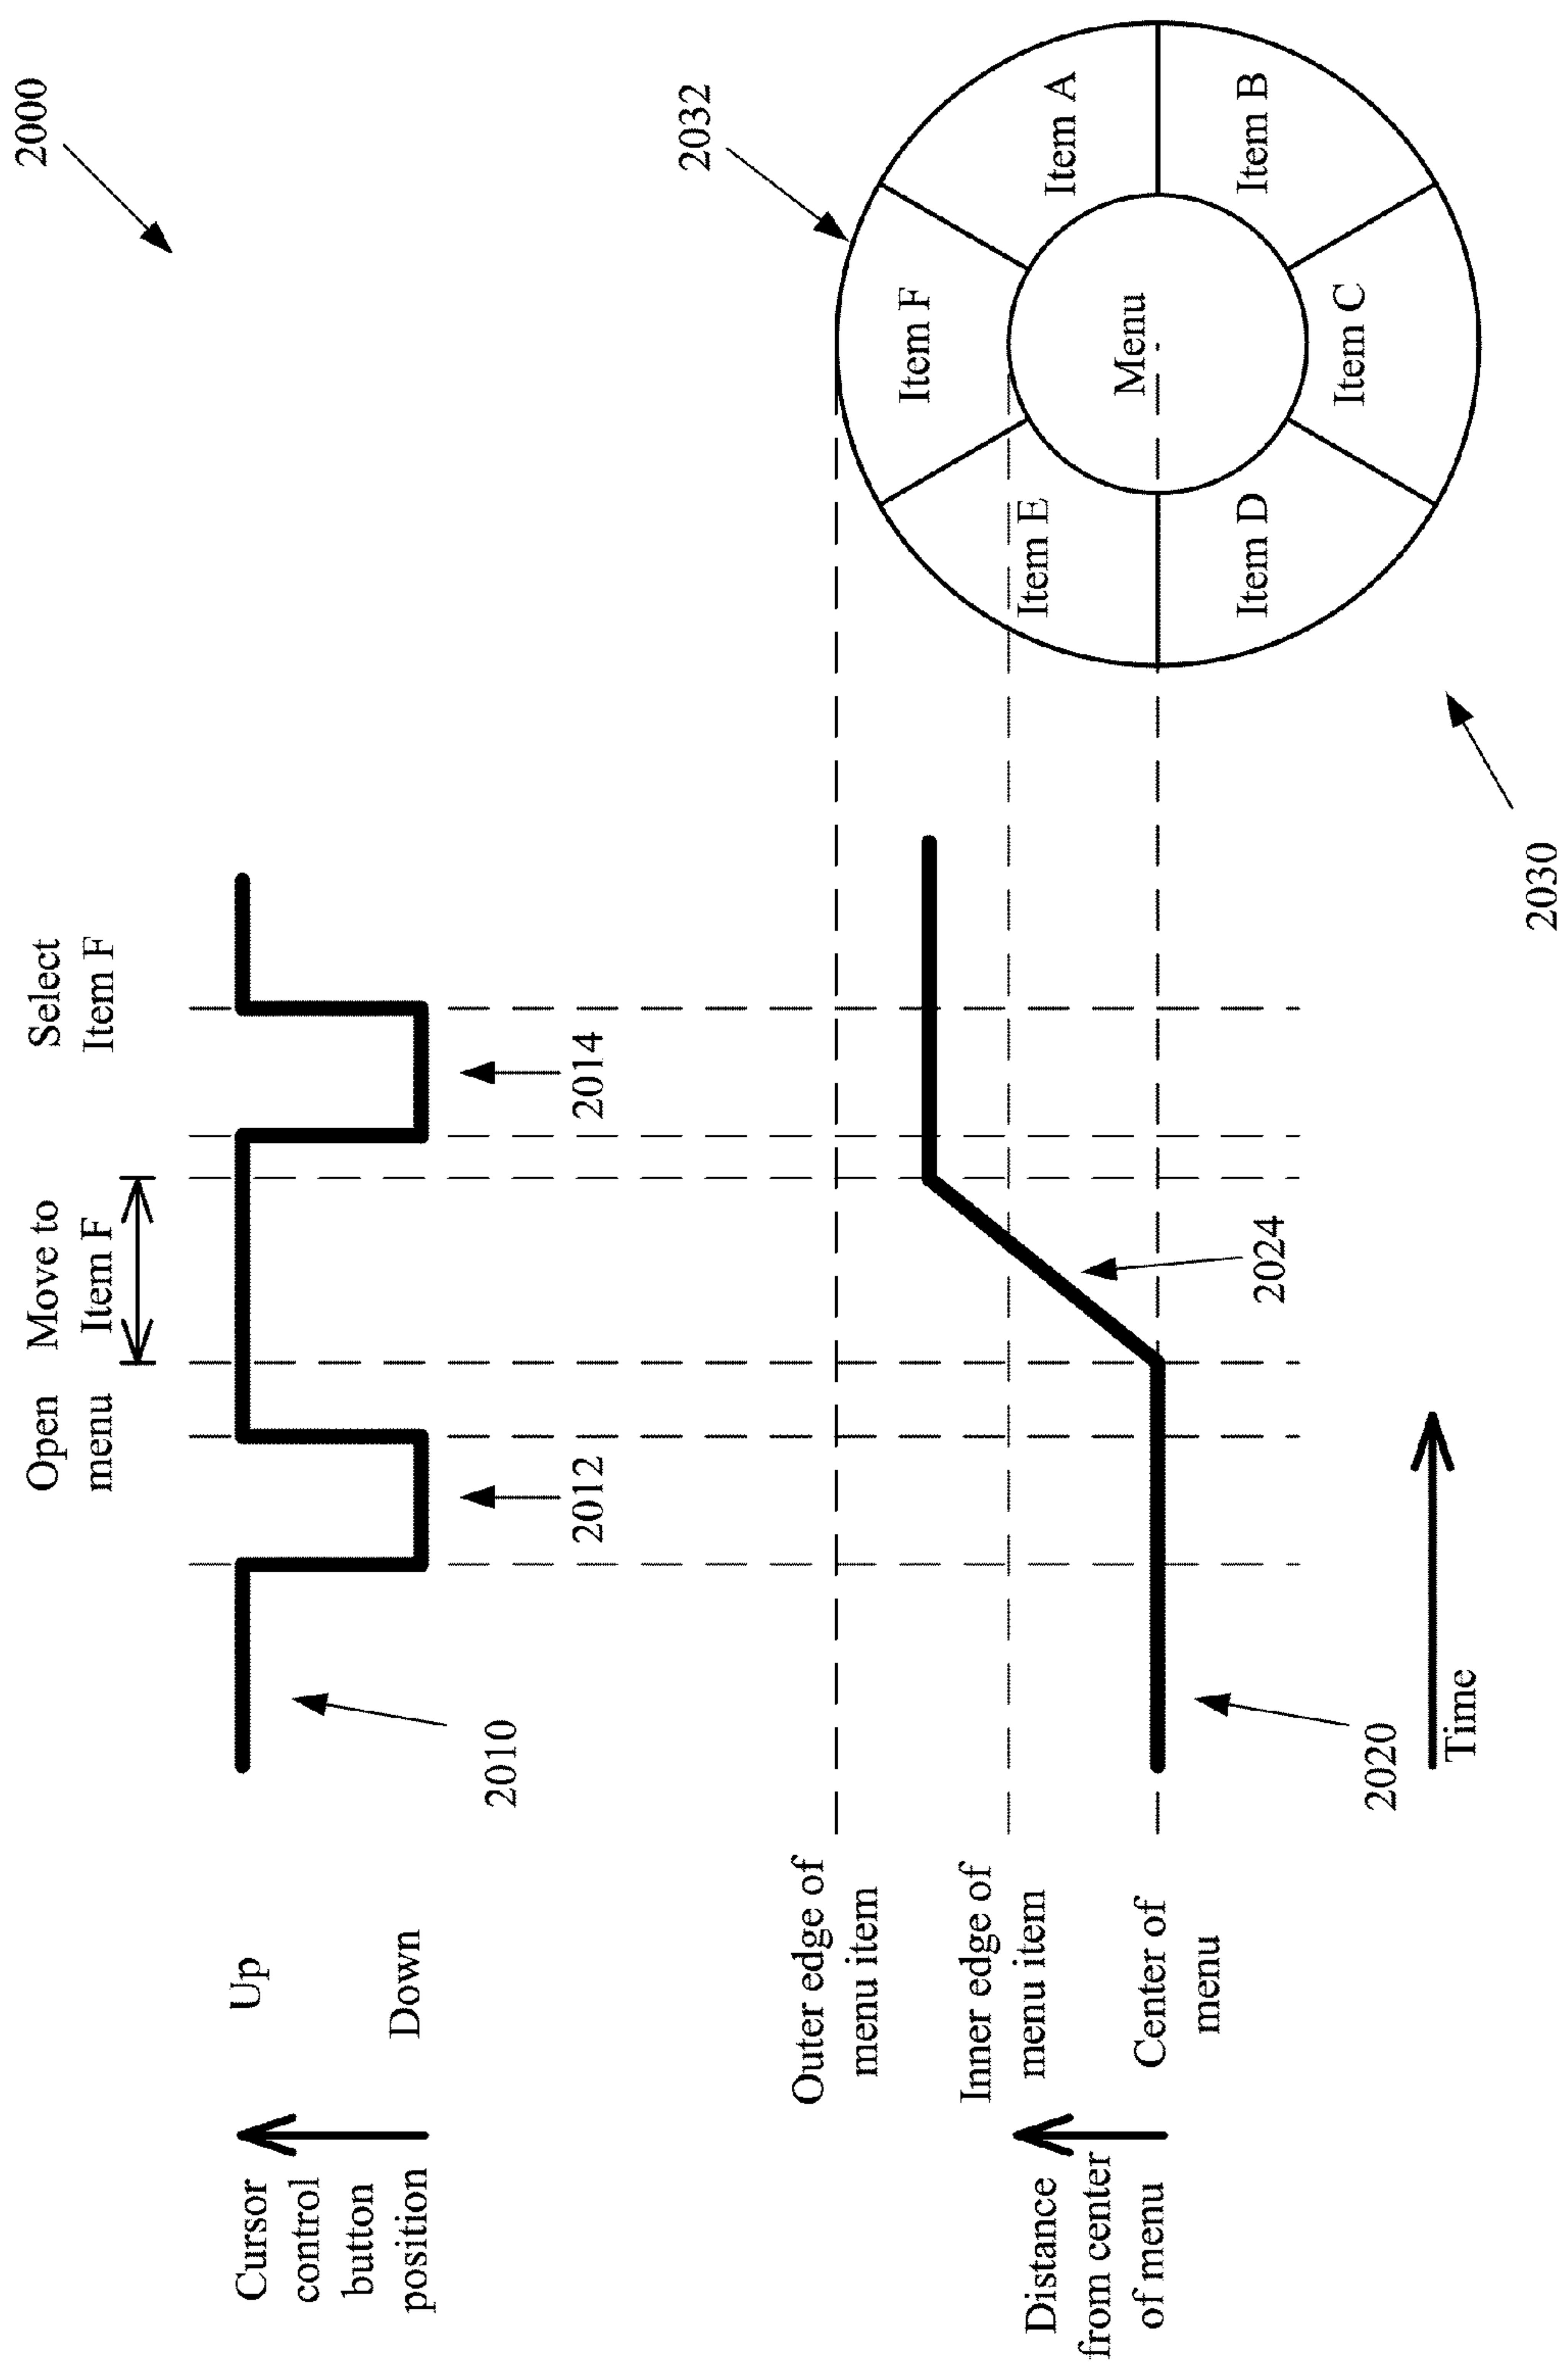 2000
Open
menu
Move to
Item F
Select
Item F
Cursor
control
button
position
Up
Down
2010
2012
2014
Outer edge of
menu item
Inner edge of
menu item
Center of
menu
Distance
from center
of menu
2020
2024
Time
2032
Item F
Item A
Item E
Menu
Item D
Item B
Item C
2030